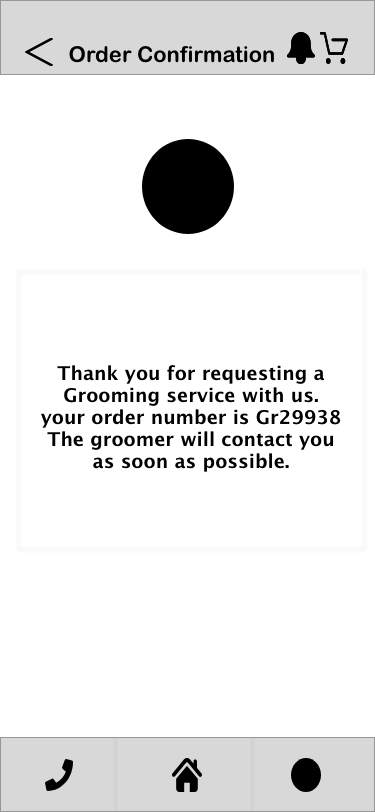 Order Confirmation
Thank you for requesting a
Grooming service with us.
your order number is Gr29938
The groomer will contact you
as soon as possible.